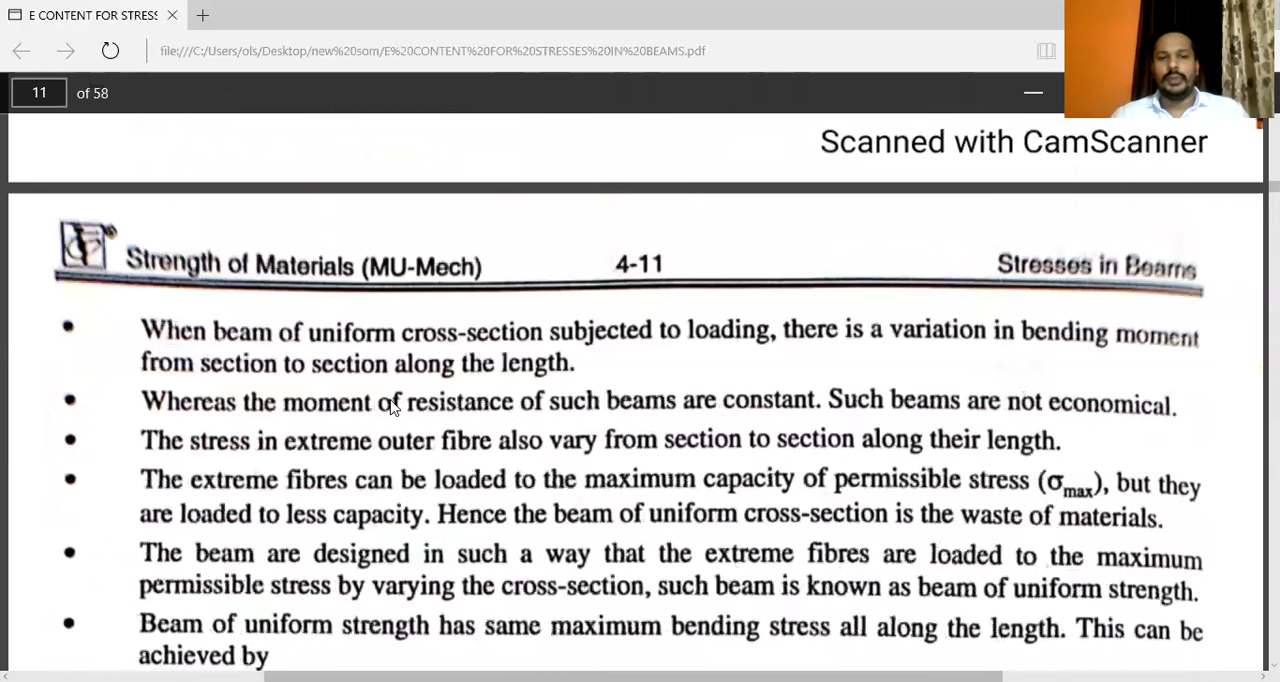 E CONTENT FOR STRESS
file:///C:/Users/ols/Desktop/new%20som/E%20CONTENT%20FOR%20STRESSES%20IN%20BEAMS.pdf
11 of 58
Scanned with CamScanner
Strength of Materials (MU-Mech) 4-11 Stresses in Beams
• When beam of uniform cross-section subjected to loading, there is a variation in bending moment
from section to section along the length.
• Whereas the moment of resistance of such beams are constant. Such beams are not economical.
• The stress in extreme outer fibre also vary from section to section along their length.
• The extreme fibres can be loaded to the maximum capacity of permissible stress (σmax), but they
are loaded to less capacity. Hence the beam of uniform cross-section is the waste of materials.
• The beam are designed in such a way that the extreme fibres are loaded to the maximum
permissible stress by varying the cross-section, such beam is known as beam of uniform strength.
• Beam of uniform strength has same maximum bending stress all along the length. This can be
achieved by